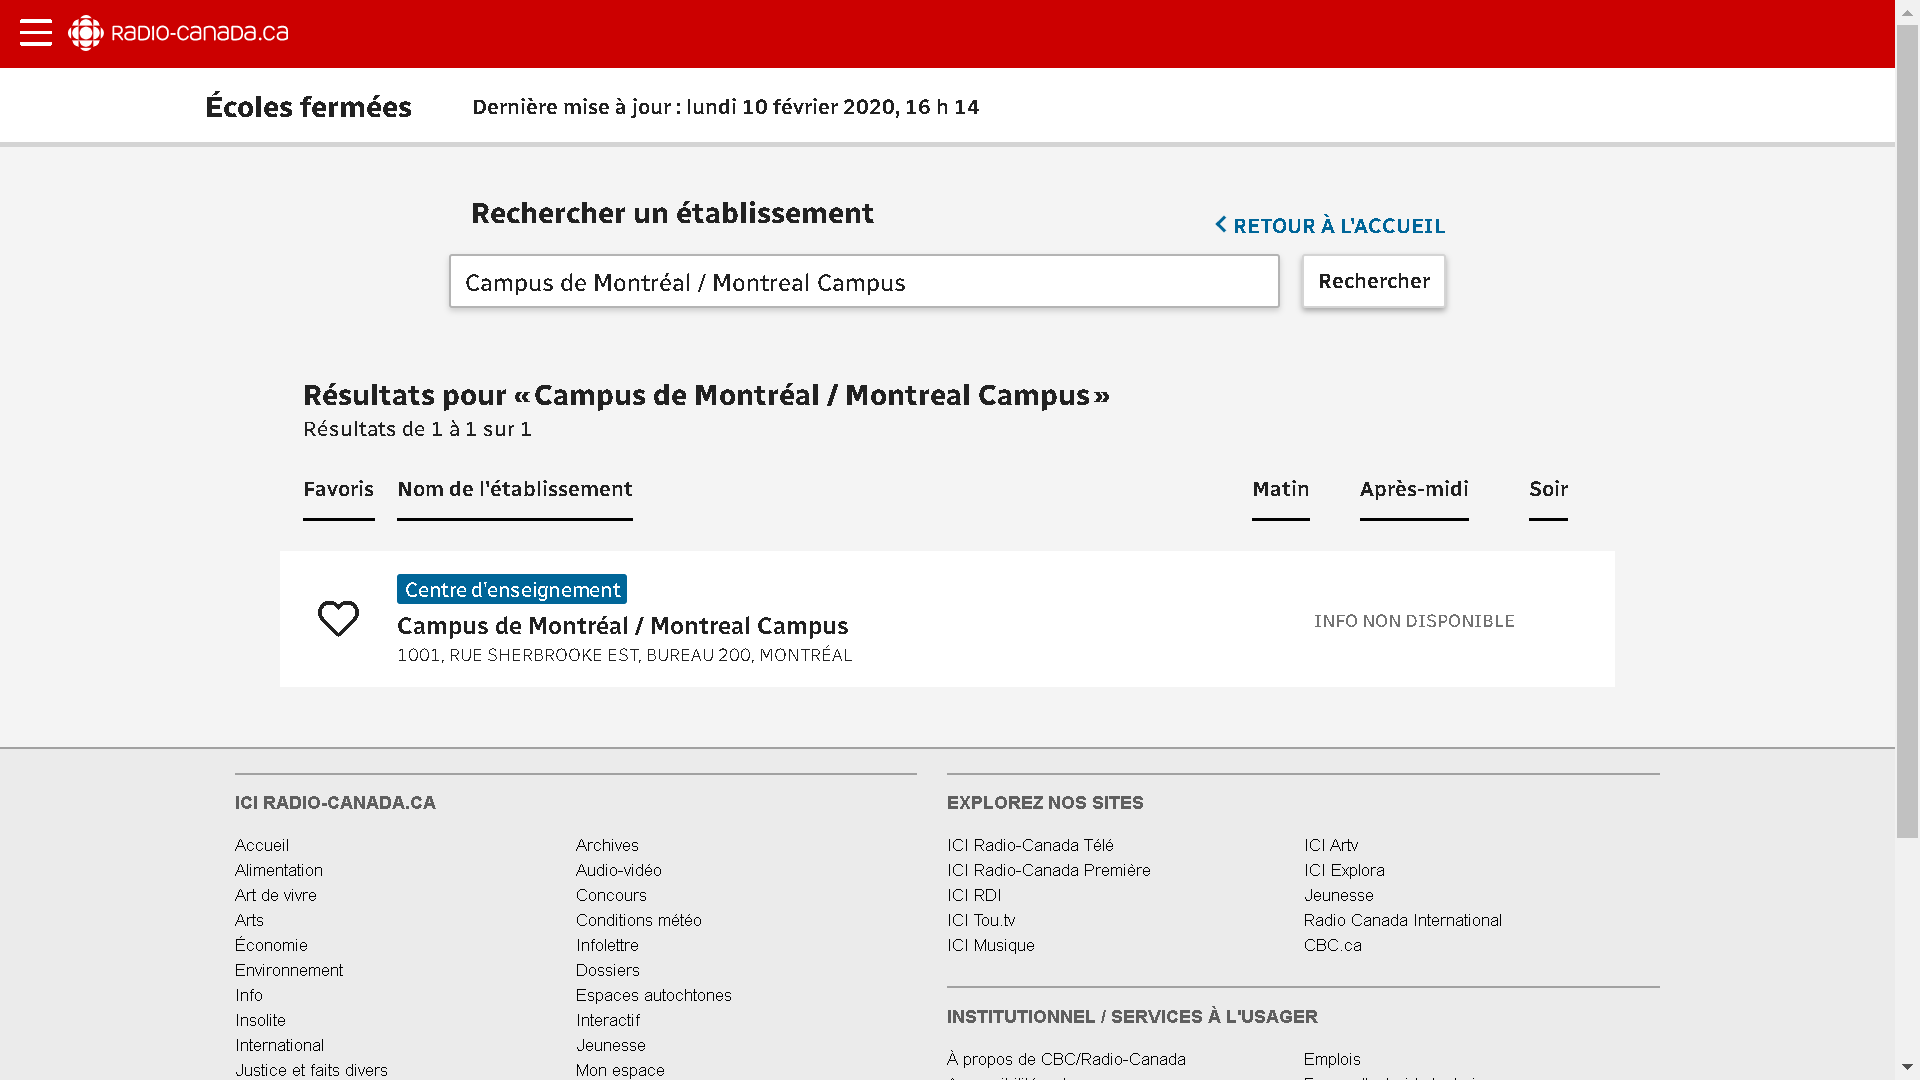 RADIO-CANADA.CA
Écoles fermées
Dernière mise à jour : lundi 10 février 2020, 16 h 14
Rechercher un établissement
RETOUR À L'ACCUEIL
Campus de Montréal / Montreal Campus
Rechercher
Résultats pour « Campus de Montréal / Montreal Campus »
Résultats de 1 à 1 sur 1
Favoris Nom de l'établissement Matin Après-midi Soir
Centre d'enseignement
Campus de Montréal / Montreal Campus
1001, RUE SHERBROOKE EST, BUREAU 200, MONTRÉAL
INFO NON DISPONIBLE
ICI RADIO-CANADA.CA
Accueil
Alimentation
Art de vivre
Arts
Économie
Environnement
Info
Insolite
International
Justice et faits divers
Archives
Audio-vidéo
Concours
Conditions météo
Infolettre
Dossiers
Espaces autochtones
Interactif
Jeunesse
Mon espace
EXPLOREZ NOS SITES
ICI Radio-Canada Télé
ICI Radio-Canada Première
ICI RDI
ICI Tou.tv
ICI Musique
ICI Artv
ICI Explora
Jeunesse
Radio Canada International
CBC.ca
INSTITUTIONNEL / SERVICES À L'USAGER
À propos de CBC/Radio-Canada
Emplois